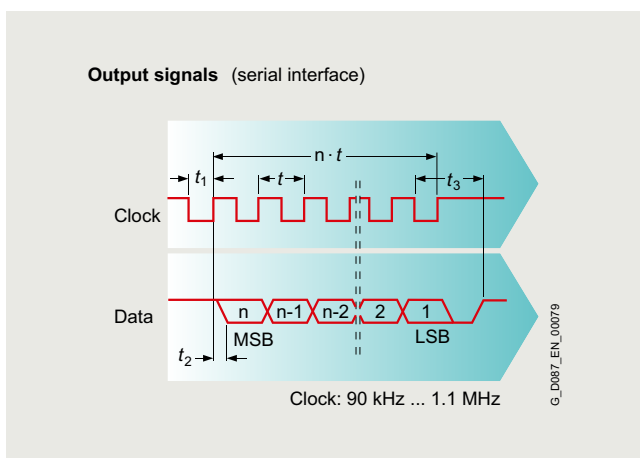 Output signals (serial interface)
n · t
t1 t t3
Clock
Data
n n-1 n-2 2 1
MSB LSB
t2
Clock: 90 kHz ... 1.1 MHz
G_D087_EN_00079